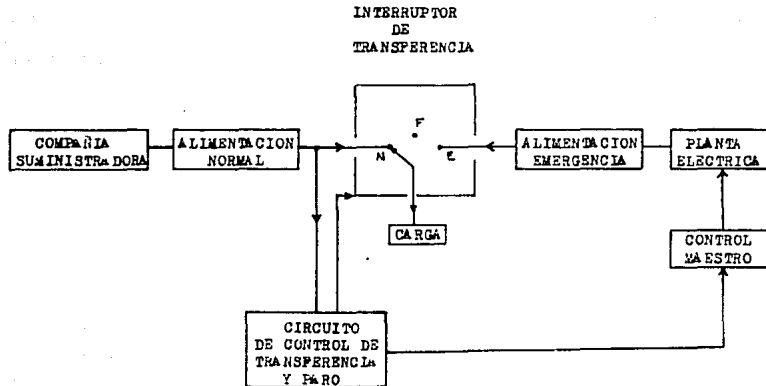 INTERRUPTOR
DE
TRANSFERENCIA
COMPAÑIA
SUMINISTRADORA
ALIMENTACION
NORMAL
F
N
E
ALIMENTACION
EMERGENCIA
PLANTA
ELECTRICA
CARGA
CONTROL
MAESTRO
CIRCUITO
DE CONTROL DE
TRANSFERENCIA
Y PARO